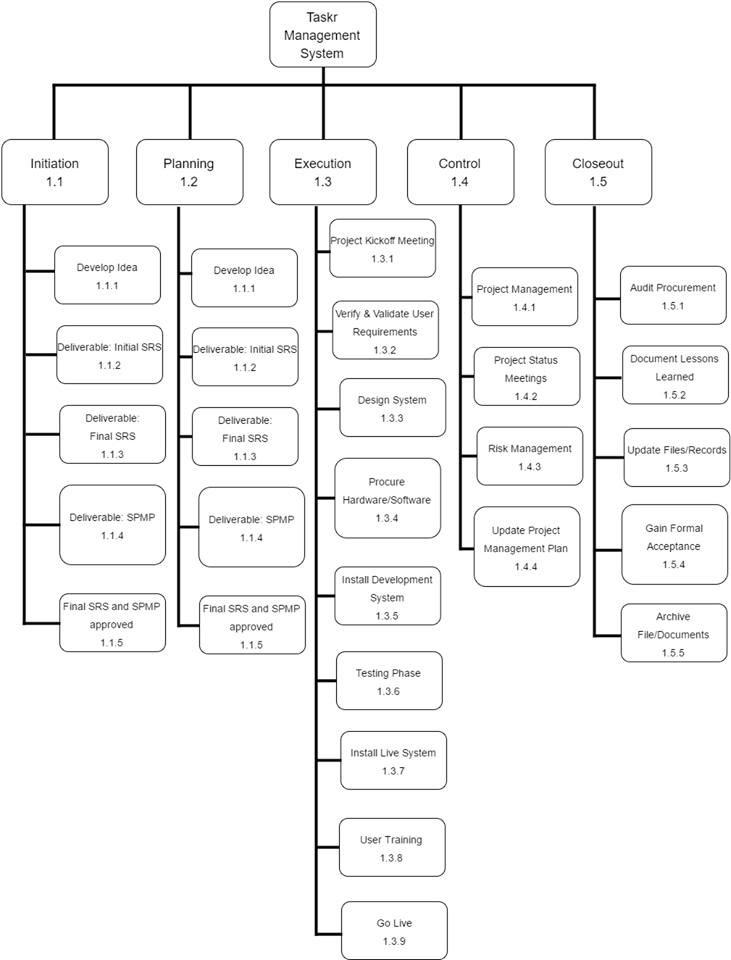 Taskr
Management
System
Initiation
1.1
Planning
1.2
Execution
1.3
Control
1.4
Closeout
1.5
Develop Idea
1.1.1
Deliverable: Initial SRS
1.1.2
Deliverable:
Final SRS
1.1.3
Deliverable: SPMP
1.1.4
Final SRS and SPMP
approved
1.1.5
Develop Idea
1.1.1
Deliverable: Initial SRS
1.1.2
Deliverable:
Final SRS
1.1.3
Deliverable: SPMP
1.1.4
Final SRS and SPMP
approved
1.1.5
Project Kickoff Meeting
1.3.1
Verify & Validate User
Requirements
1.3.2
Design System
1.3.3
Procure
Hardware/Software
1.3.4
Install Development
System
1.3.5
Testing Phase
1.3.6
Install Live System
1.3.7
User Training
1.3.8
Go Live
1.3.9
Project Management
1.4.1
Project Status
Meetings
1.4.2
Risk Management
1.4.3
Update Project
Management Plan
1.4.4
Audit Procurement
1.5.1
Document Lessons
Learned
1.5.2
Update Files/Records
1.5.3
Gain Formal
Acceptance
1.5.4
Archive
File/Documents
1.5.5